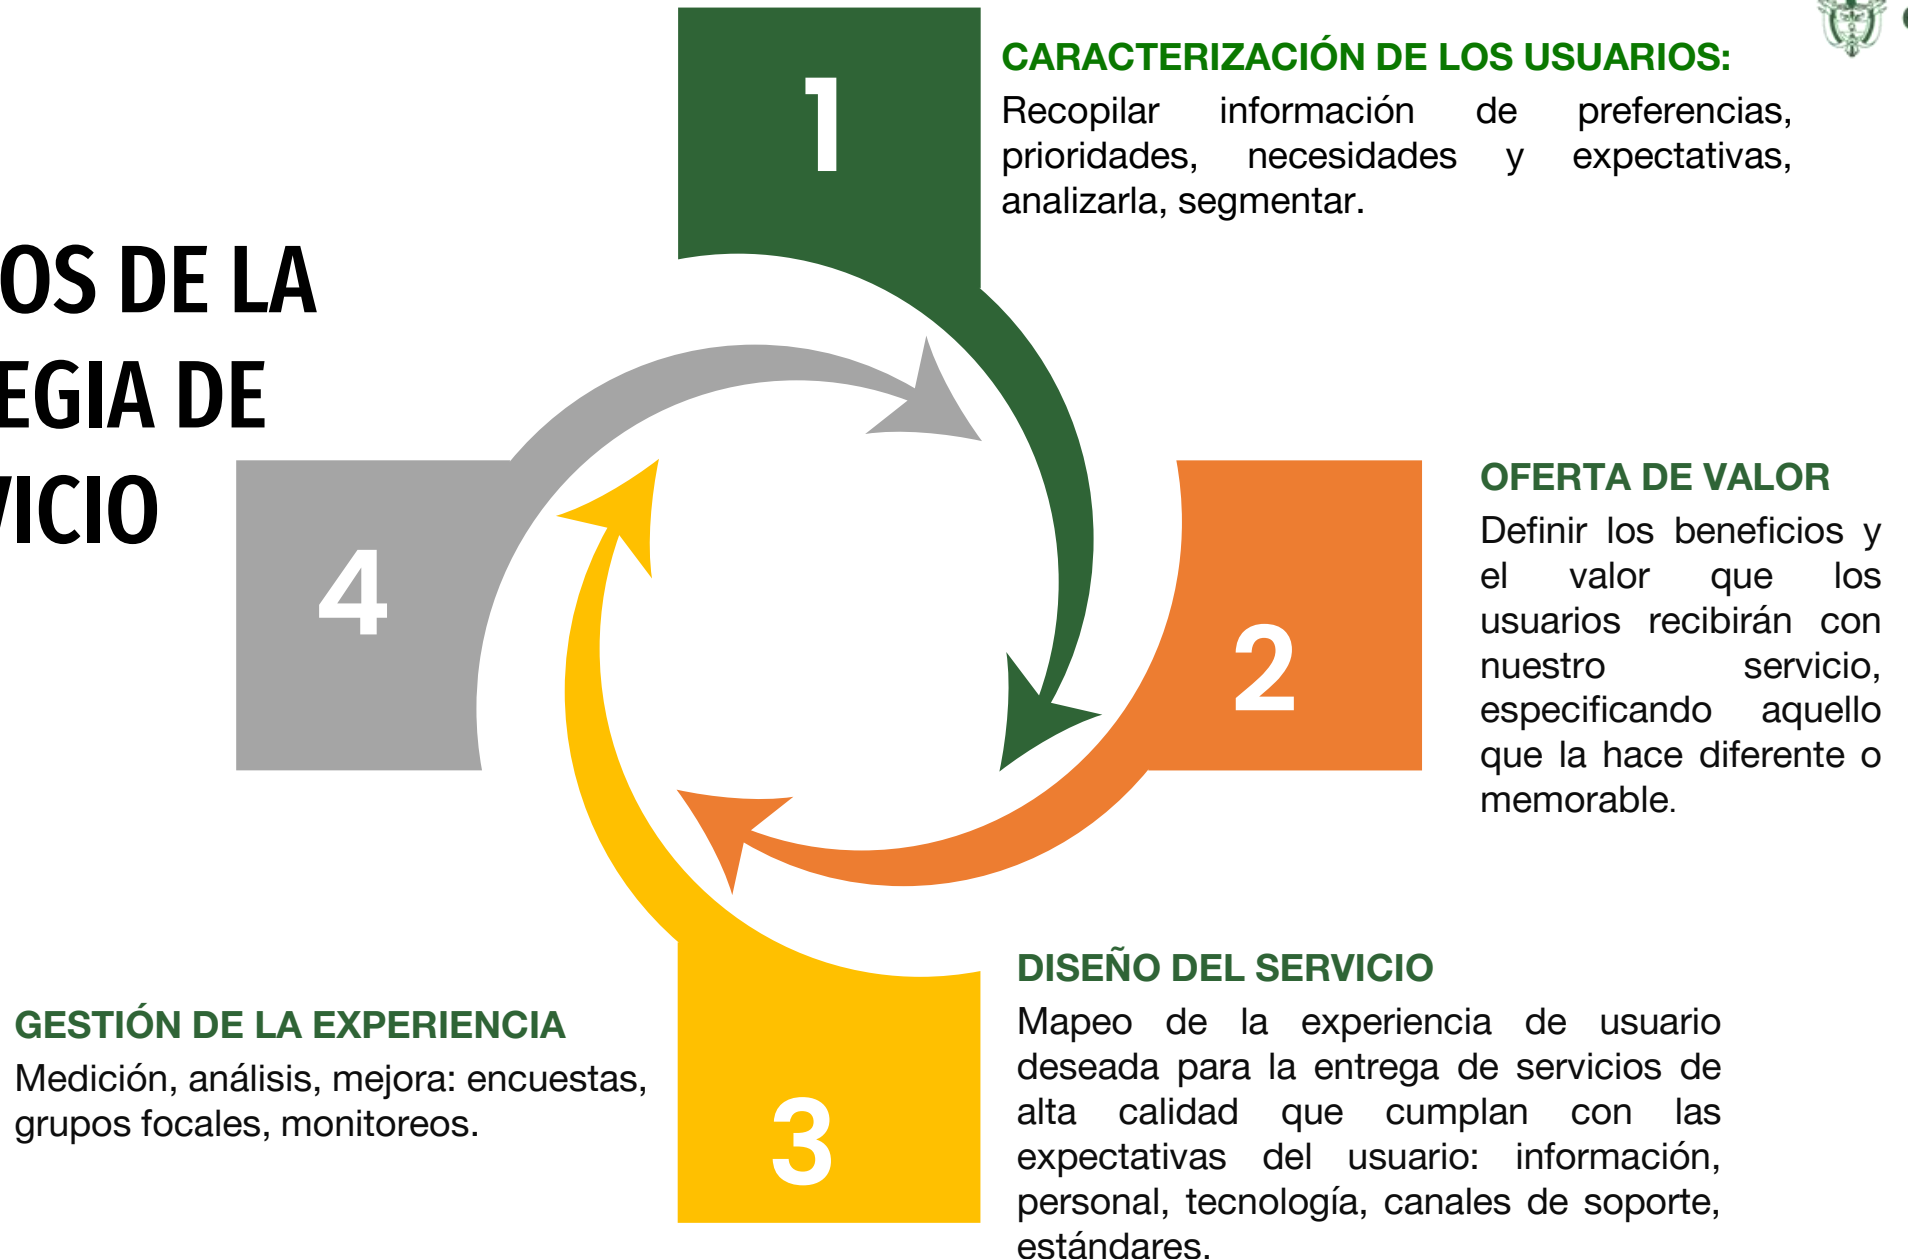 OS DE LA
EGIA DE
VICIO
1
CARACTERIZACIÓN DE LOS USUARIOS:
Recopilar información de preferencias,
prioridades, necesidades y expectativas,
analizarla, segmentar.
2
OFERTA DE VALOR
Definir los beneficios y
el valor que los
usuarios recibirán con
nuestro servicio,
especificando aquello
que la hace diferente o
memorable.
3
DISEÑO DEL SERVICIO
Mapeo de la experiencia de usuario
deseada para la entrega de servicios de
alta calidad que cumplan con las
expectativas del usuario: información,
personal, tecnología, canales de soporte,
estándares.
4
GESTIÓN DE LA EXPERIENCIA
Medición, análisis, mejora: encuestas,
grupos focales, monitoreos.